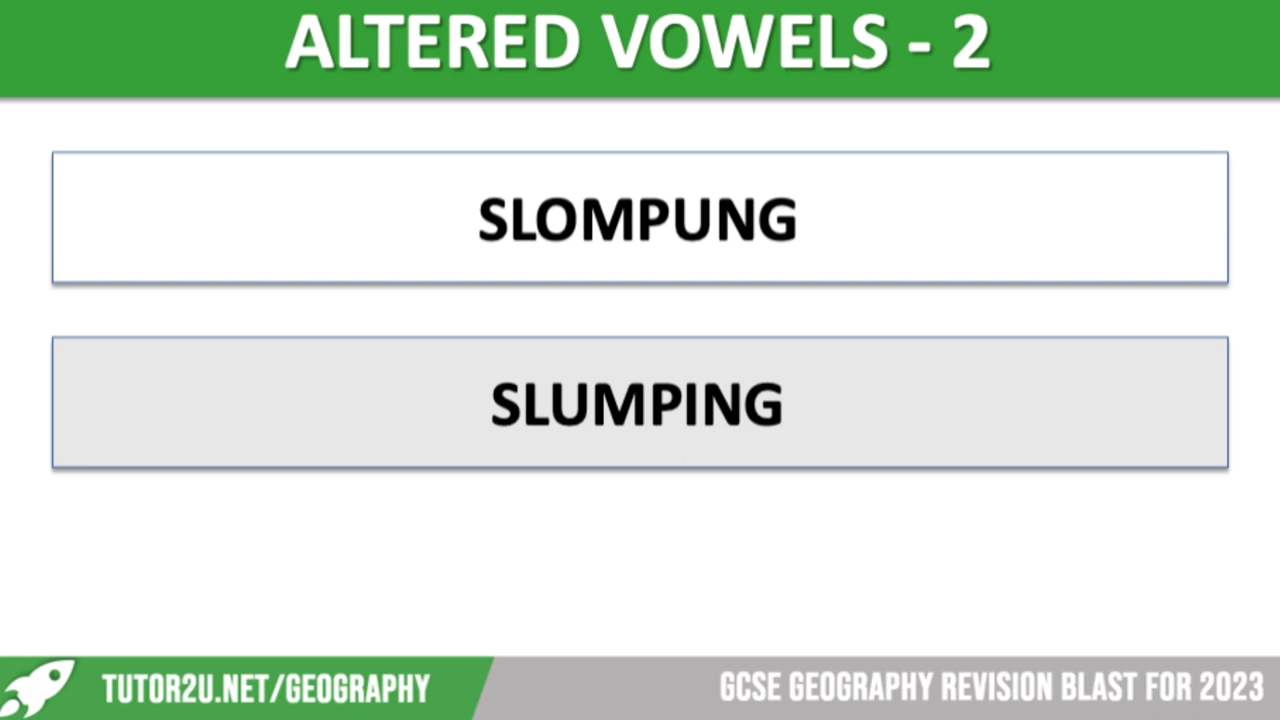 ALTERED VOWELS - 2
SLOMPUNG
SLUMPING
TUTOR2U.NET/GEOGRAPHY
GCSE GEOGRAPHY REVISION BLAST FOR 2023